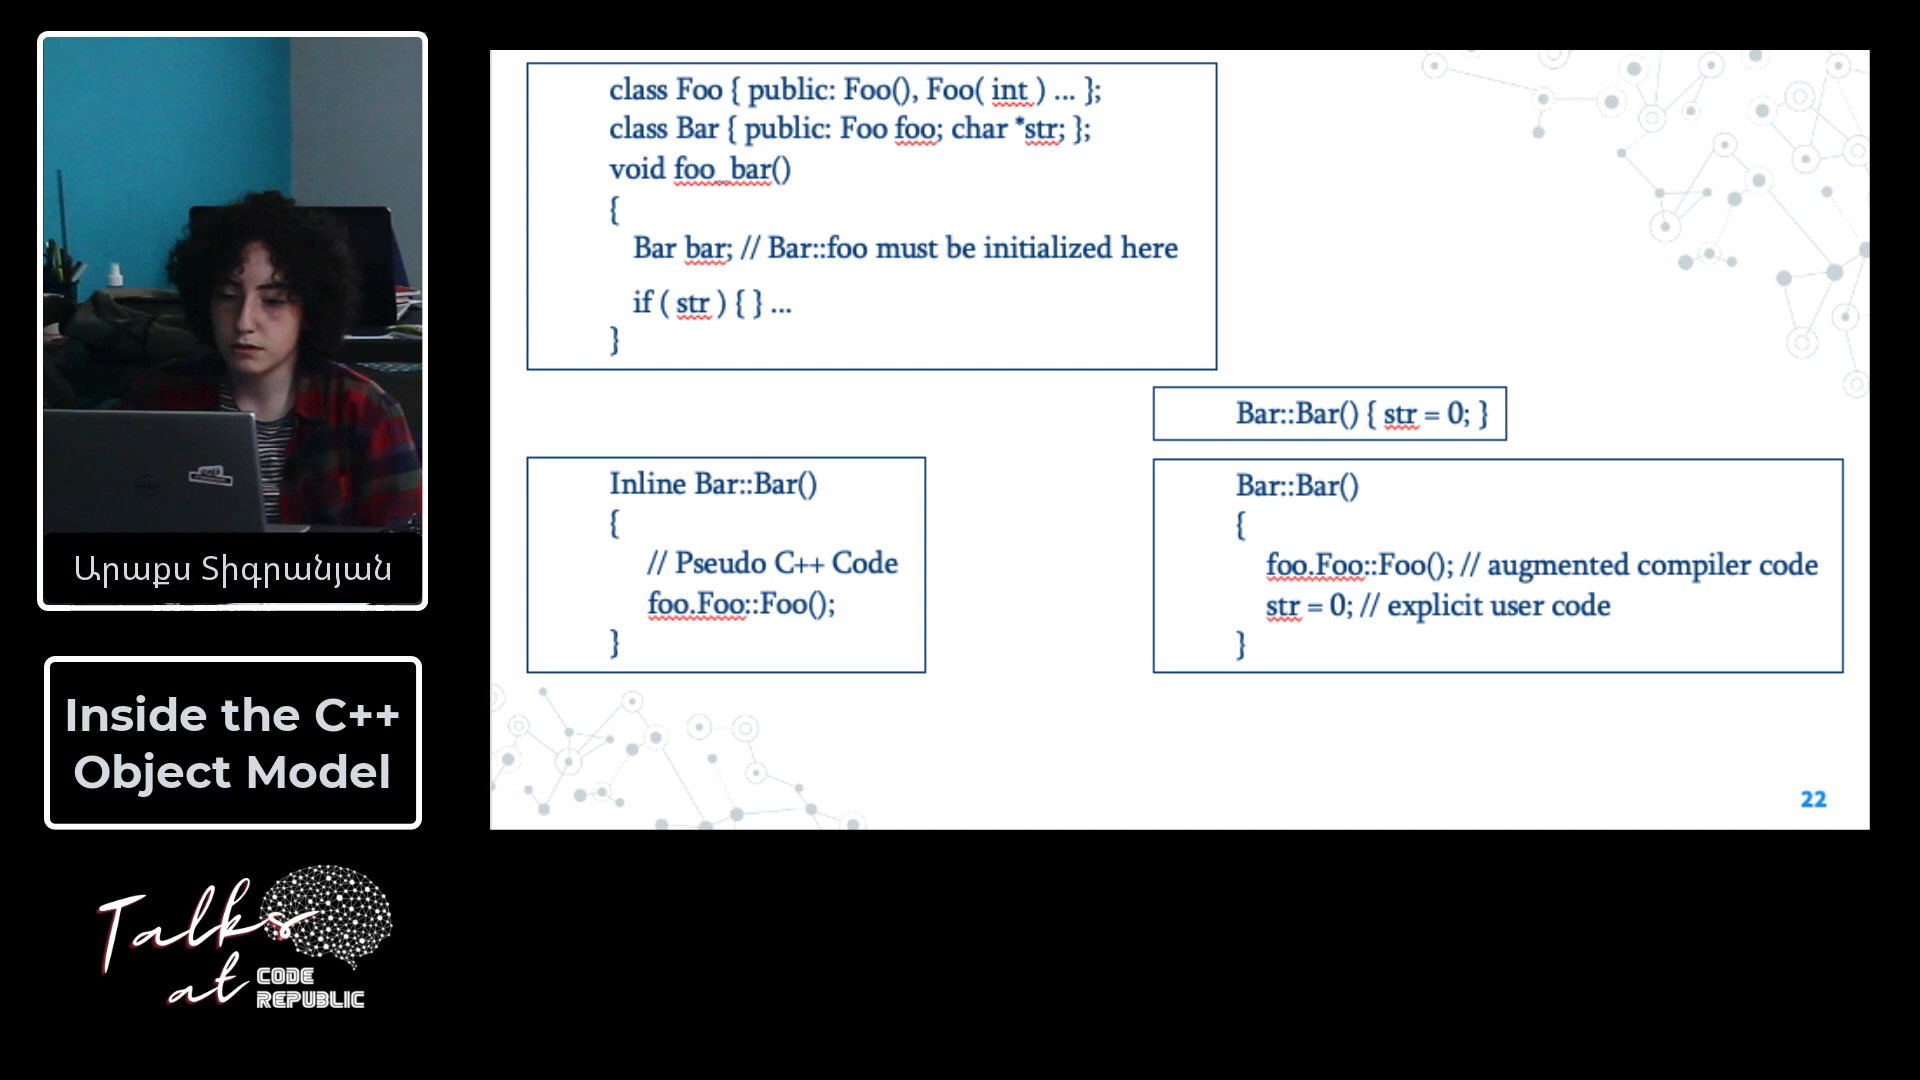 class Foo { public: Foo(), Foo( int ) ... };
class Bar { public: Foo foo; char *str; };
void foo_bar()
{
Bar bar; // Bar::foo must be initialized here
if ( str ) { } ...
}
Bar::Bar() { str = 0; }
Inline Bar::Bar()
{
// Pseudo C++ Code
foo.Foo::Foo();
}
Bar::Bar()
{
foo.Foo::Foo(); // augmented compiler code
str = 0; // explicit user code
}
22
Արաքս Տիգրանյան
Inside the C++
Object Model
Talks
at CODE
REPUBLIC